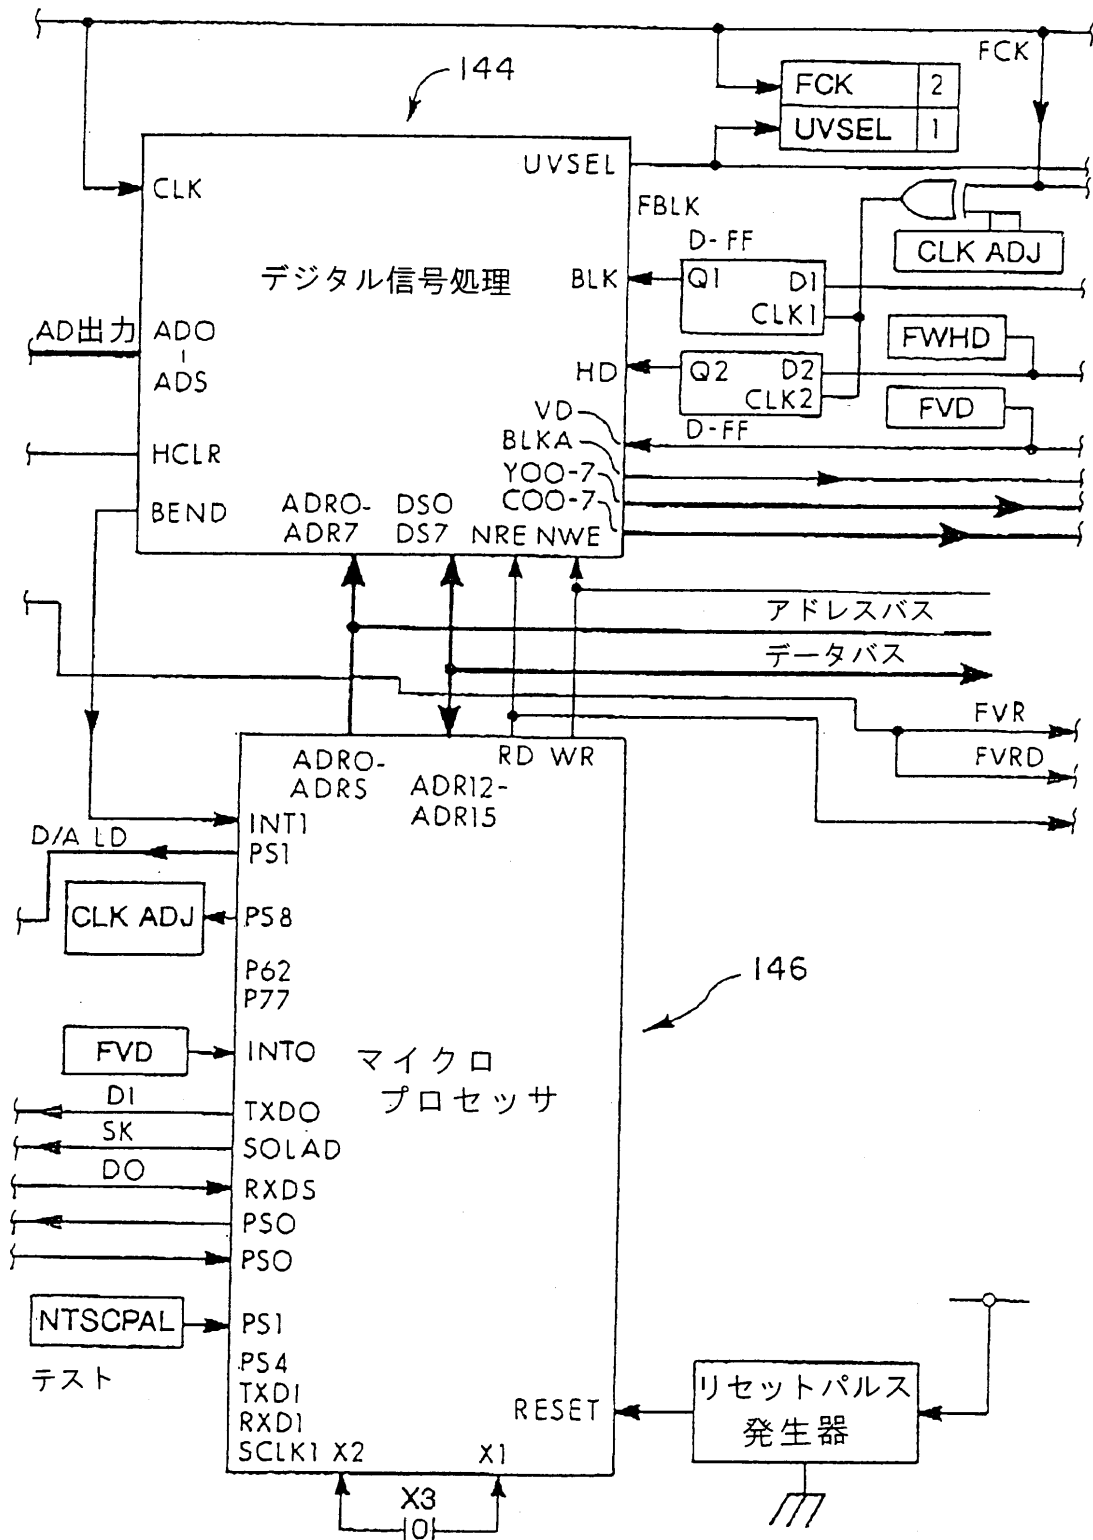 FCK
144
FCK 2
UVSEL 1
UVSEL
CLK
FBLK
CLK ADJ
D-FF
デジタル信号処理
BLK
Q1 D1
CLK1
AD出力
ADO
-
ADS
FWHD
HD
Q2 D2
CLK2
FVD
VD
D-FF
BLKA
HCLR
YOO-7
COO-7
BEND
ADRO-
ADR7
DSO
DS7
NRE NWE
アドレスバス
データバス
FVR
FVRD
RD WR
ADRO-
ADRS
ADR12-
ADR15
INT1
D/A LD
PS1
CLK ADJ
PS8
P62
P77
146
FVD
INTO
マイクロ
プロセッサ
DI
TXDO
SK
SOLAD
DO
RXDS
PSO
PSO
NTSCPAL
PS1
テスト
PS4
TXD1
RXD1
SCLK1 X2
X1
RESET
リセットパルス
発生器
X3